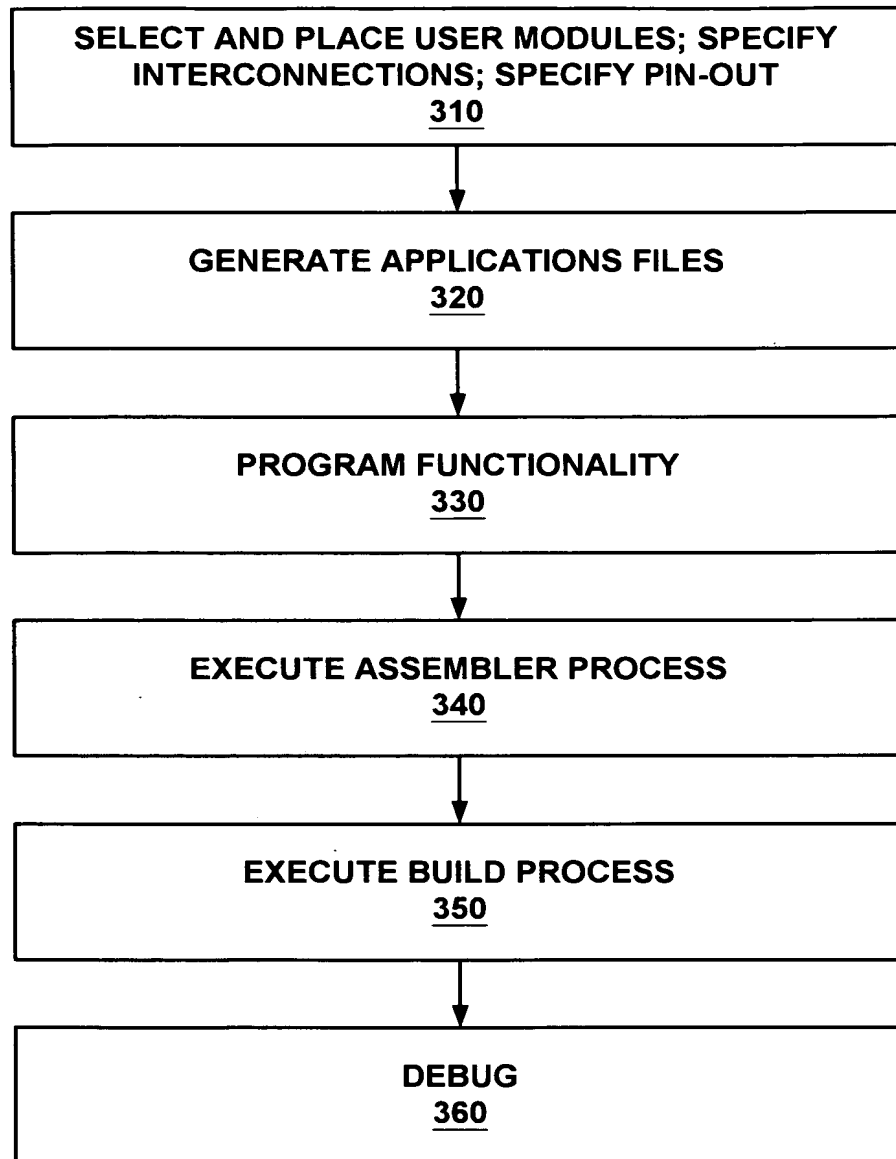 SELECT AND PLACE USER MODULES; SPECIFY
INTERCONNECTIONS; SPECIFY PIN-OUT
310
GENERATE APPLICATIONS FILES
320
PROGRAM FUNCTIONALITY
330
EXECUTE ASSEMBLER PROCESS
340
EXECUTE BUILD PROCESS
350
DEBUG
360